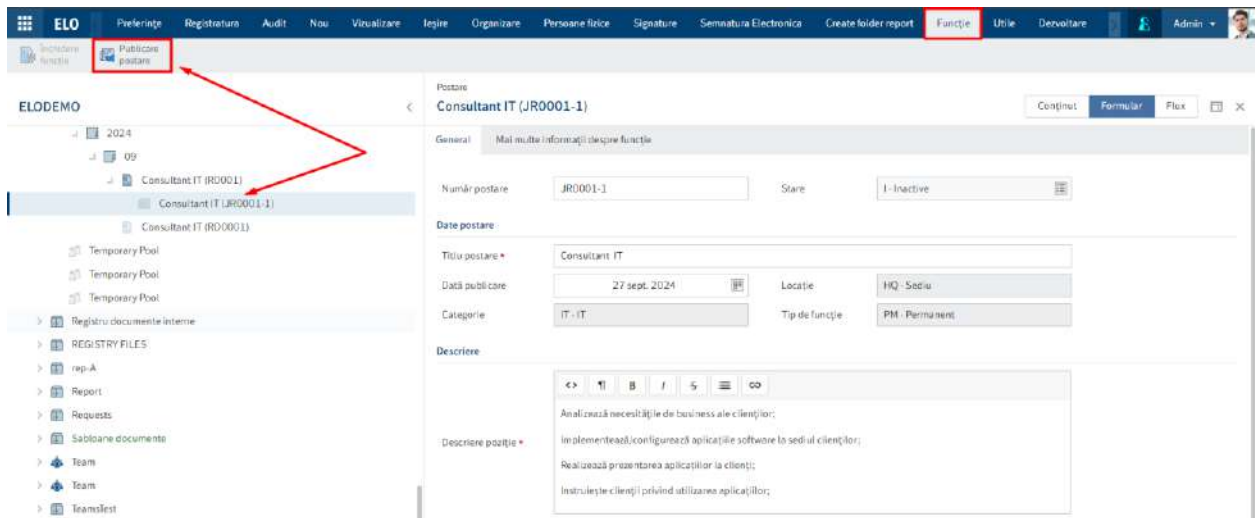 ELO Preferințe Registratura Audit Nou Vizualizare Ieșire Organizare Persoane fizice Signature Semnatura Electronica Create folder report Funcție Utile Dezvoltare Admin
Închidere funcție
Publicare postare
ELODEMO
2024
09
Consultant IT (RD0001)
Consultant IT (JR0001-1)
Consultant IT (RD0001)
Temporary Pool
Temporary Pool
Temporary Pool
Registru documente interne
REGISTRY FILES
rep-A
Report
Requests
Sabloane documente
Team
Team
TeamsTest
Postare
Consultant IT (JR0001-1)
Conținut Formular Flux
General Mai multe informații despre funcție
Număr postare JR0001-1 Stare I - Inactive
Date postare
Titlu postare • Consultant IT
Dată publicare 27 sept. 2024 Locație HQ - Sediu
Categorie IT - IT Tip de funcție PM - Permanent
Descriere
B I S
Descriere poziție •
Analizează necesitățile de business ale clienților;
Implementează/configurează aplicațiile software la sediul clienților;
Realizează prezentarea aplicațiilor la clienți;
Instruiește clienții privind utilizarea aplicațiilor;